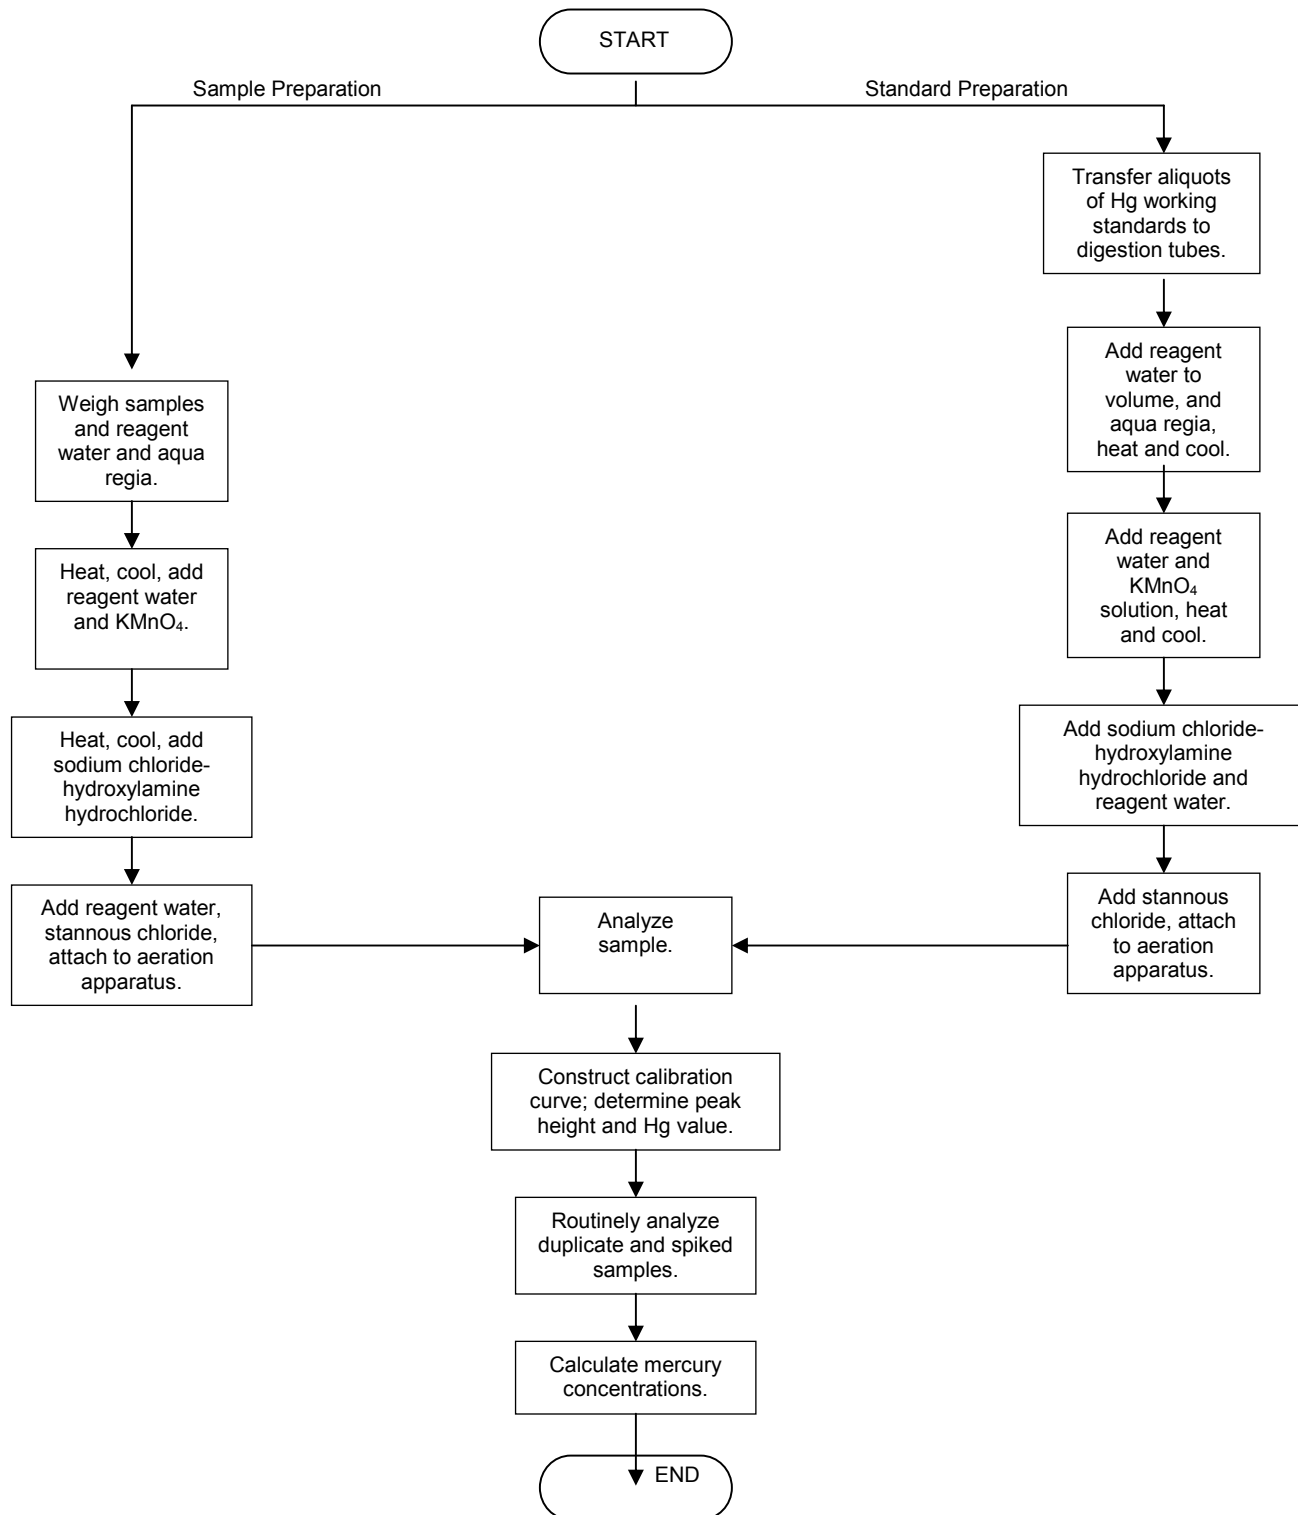 START
Sample Preparation
Standard Preparation
Transfer aliquots
of Hg working
standards to
digestion tubes.
Add reagent
water to
volume, and
aqua regia,
heat and cool.
Weigh samples
and reagent
water and aqua
regia.
Add reagent
water and
KMnO₄
solution, heat
and cool.
Heat, cool, add
reagent water
and KMnO₄.
Add sodium chloride-
hydroxylamine
hydrochloride and
reagent water.
Heat, cool, add
sodium chloride-
hydroxylamine
hydrochloride.
Add reagent water,
stannous chloride,
attach to aeration
apparatus.
Analyze
sample.
Add stannous
chloride, attach
to aeration
apparatus.
Construct calibration
curve; determine peak
height and Hg value.
Routinely analyze
duplicate and spiked
samples.
Calculate mercury
concentrations.
END